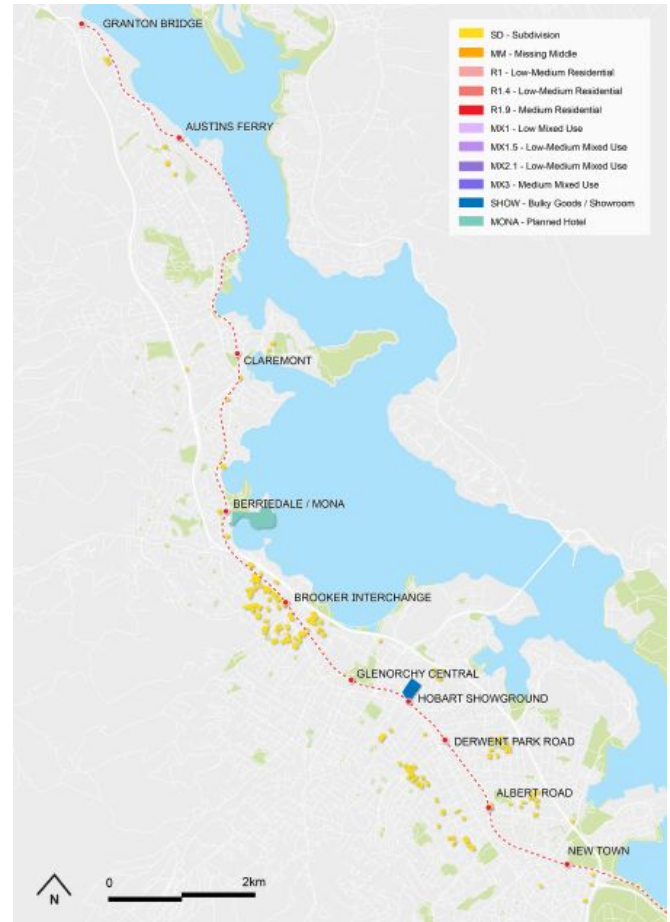 GRANTON BRIDGE
SD - Subdivision
MM - Missing Middle
R1 - Low-Medium Residential
R1.4 - Low-Medium Residential
R1.9 - Medium Residential
MX1 - Low Mixed Use
MX1.5 - Low-Medium Mixed Use
MX2.1 - Low-Medium Mixed Use
MX3 - Medium Mixed Use
SHOW - Bulky Goods / Showroom
MONA - Planned Hotel
AUSTINS FERRY
CLAREMONT
BERRIEDALE / MONA
BROOKER INTERCHANGE
GLENORCHY CENTRAL
HOBART SHOWGROUND
DERWENT PARK ROAD
ALBERT ROAD
NEW TOWN
N
0 2km